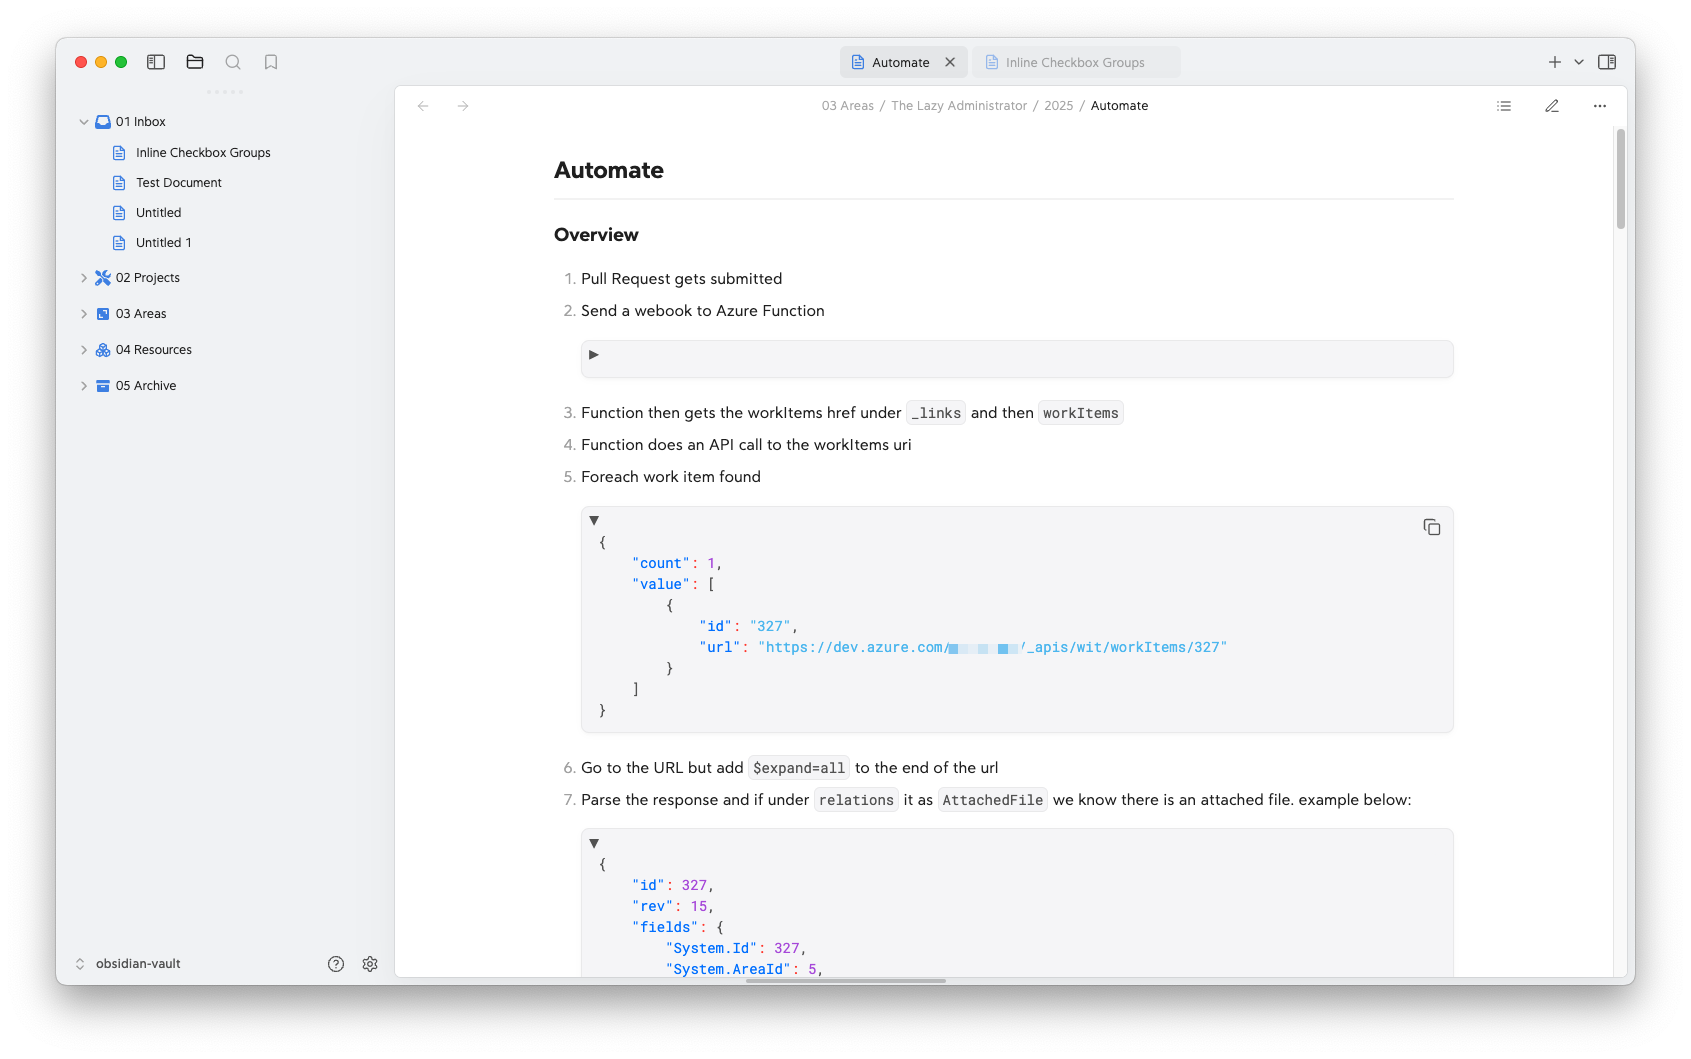 Automate
Inline Checkbox Groups
01 Inbox
Inline Checkbox Groups
Test Document
Untitled
Untitled 1
02 Projects
03 Areas
04 Resources
05 Archive
obsidian-vault
03 Areas / The Lazy Administrator / 2025 / Automate
Automate
Overview
1. Pull Request gets submitted
2. Send a webook to Azure Function
3. Function then gets the workItems href under _links and then workItems
4. Function does an API call to the workItems uri
5. Foreach work item found
{
"count": 1,
"value": [
{
"id": "327",
"url": "https://dev.azure.com/ /_apis/wit/workItems/327"
}
]
}
6. Go to the URL but add $expand=all to the end of the url
7. Parse the response and if under relations it as AttachedFile we know there is an attached file. example below:
{
"id": 327,
"rev": 15,
"fields": {
"System.Id": 327,
"System.AreaId": 5,